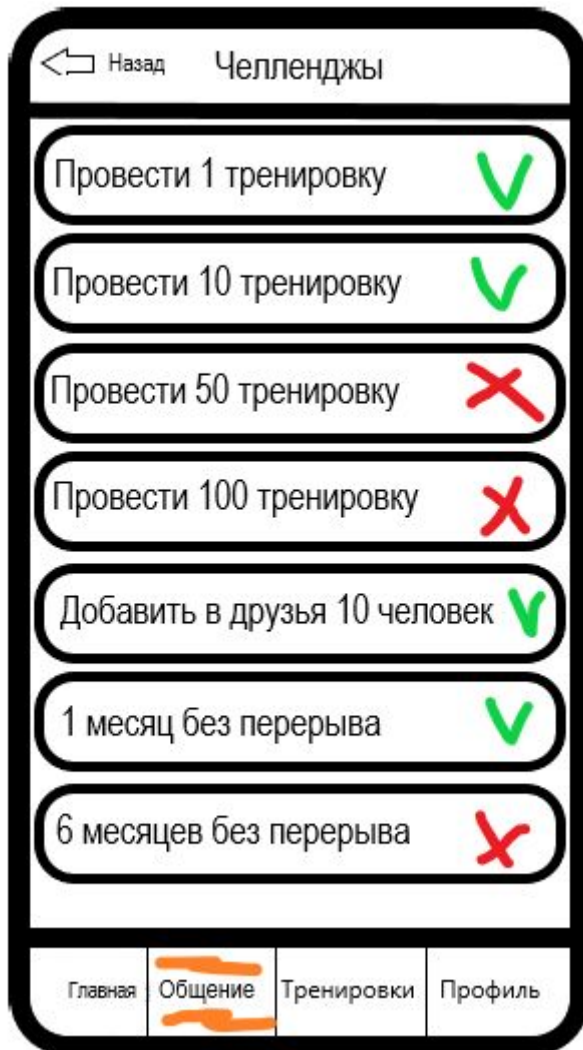 Назад Челленджы
Провести 1 тренировку
Провести 10 тренировку
Провести 50 тренировку
Провести 100 тренировку
Добавить в друзья 10 человек
1 месяц без перерыва
6 месяцев без перерыва
Главная Общение Тренировки Профиль